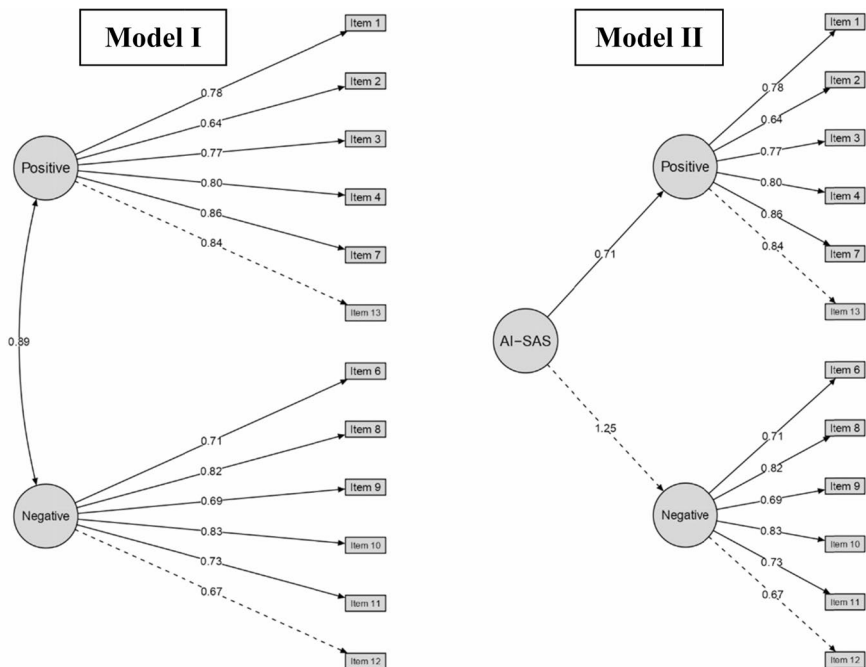 Model I
Item 1
Item 2
Item 3
Item 4
Item 7
Item 13
Positive
0.78
0.64
0.77
0.80
0.86
0.84
0.89
Item 6
Item 8
Item 9
Item 10
Item 11
Item 12
Negative
0.71
0.82
0.69
0.83
0.73
0.67
Model II
Item 1
Item 2
Item 3
Item 4
Item 7
Item 13
Positive
0.78
0.64
0.77
0.80
0.86
0.84
0.71
AI-SAS
1.25
Item 6
Item 8
Item 9
Item 10
Item 11
Item 12
Negative
0.71
0.82
0.69
0.83
0.73
0.67